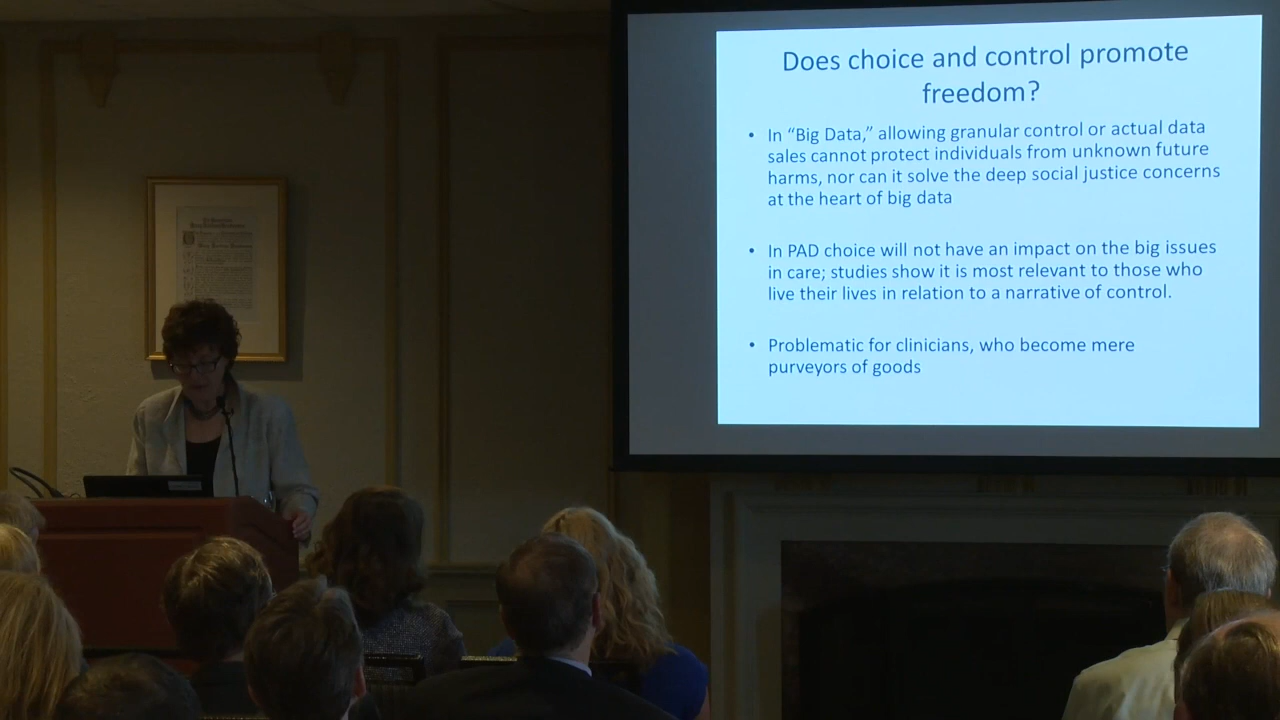 Does choice and control promote
freedom?
• In “Big Data,” allowing granular control or actual data
sales cannot protect individuals from unknown future
harms, nor can it solve the deep social justice concerns
at the heart of big data
• In PAD choice will not have an impact on the big issues
in care; studies show it is most relevant to those who
live their lives in relation to a narrative of control.
• Problematic for clinicians, who become mere
purveyors of goods